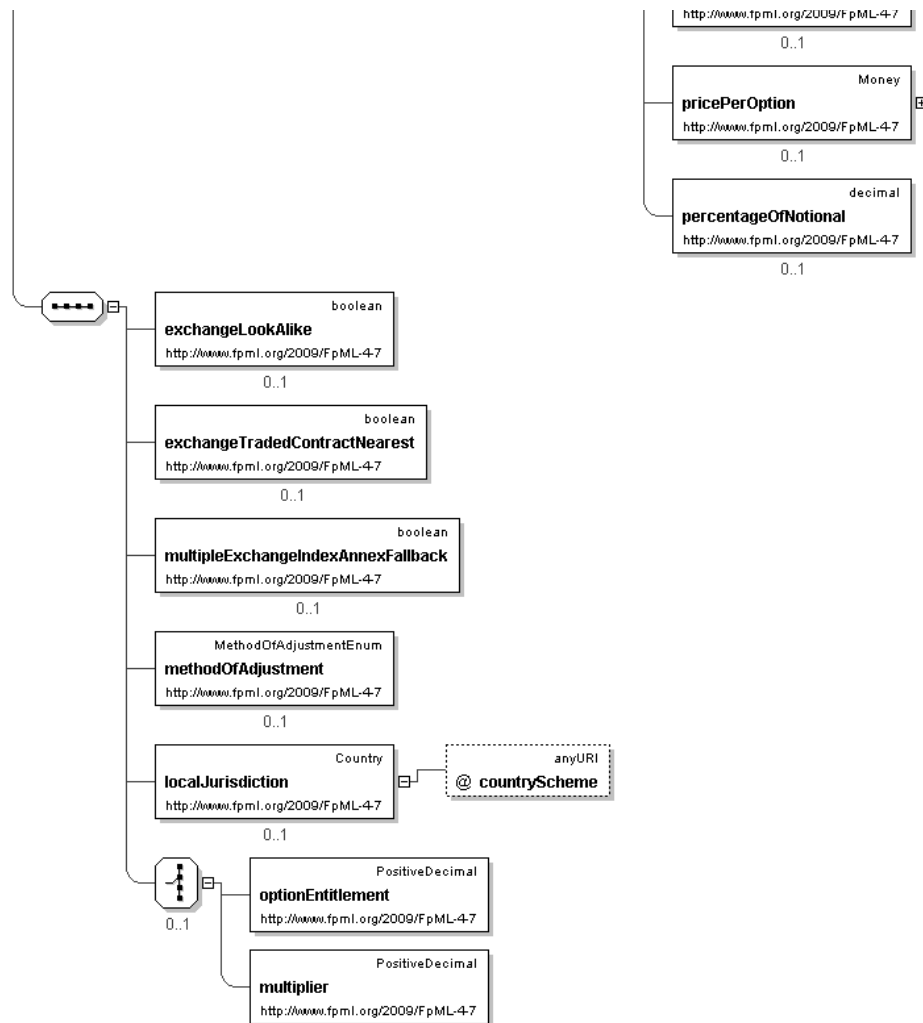 http://www.fpml.org/2009/FpML-4-7
0..1
Money
pricePerOption
http://www.fpml.org/2009/FpML-4-7
0..1
decimal
percentageOfNotional
http://www.fpml.org/2009/FpML-4-7
0..1
boolean
exchangeLookAlike
http://www.fpml.org/2009/FpML-4-7
0..1
boolean
exchangeTradedContractNearest
http://www.fpml.org/2009/FpML-4-7
0..1
boolean
multipleExchangeIndexAnnexFallback
http://www.fpml.org/2009/FpML-4-7
0..1
MethodOfAdjustmentEnum
methodOfAdjustment
http://www.fpml.org/2009/FpML-4-7
0..1
Country
localJurisdiction
http://www.fpml.org/2009/FpML-4-7
0..1
anyURI
@ countryScheme
0..1
PositiveDecimal
optionEntitlement
http://www.fpml.org/2009/FpML-4-7
PositiveDecimal
multiplier
http://www.fpml.org/2009/FpML-4-7